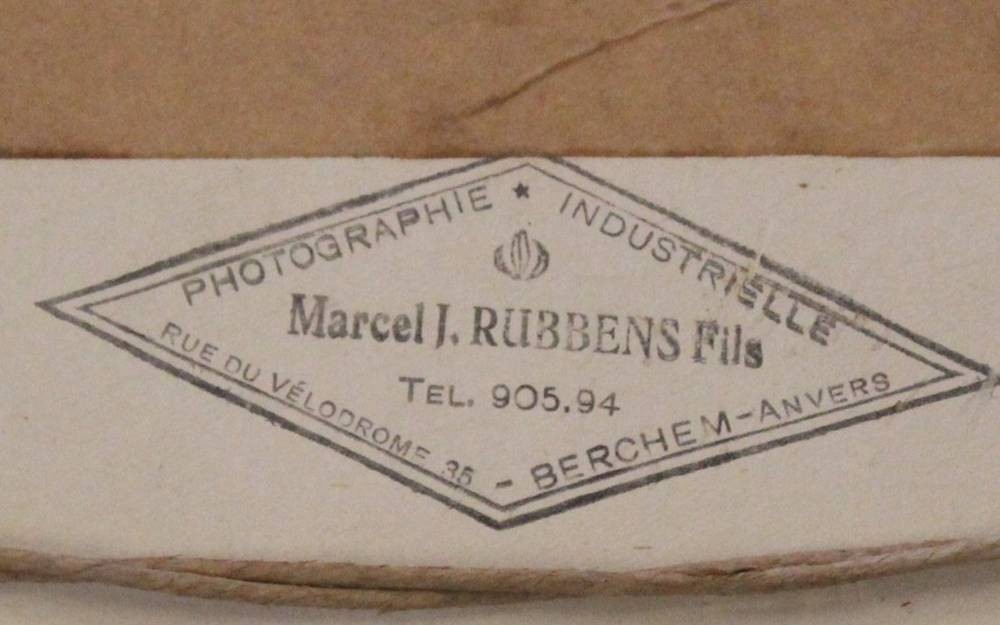 PHOTOGRAPHIE ★ INDUSTRIELLE
Marcel J. RUBBENS Fils
TEL. 905.94
RUE DU VÉLODROME 35 - BERCHEM-ANVERS